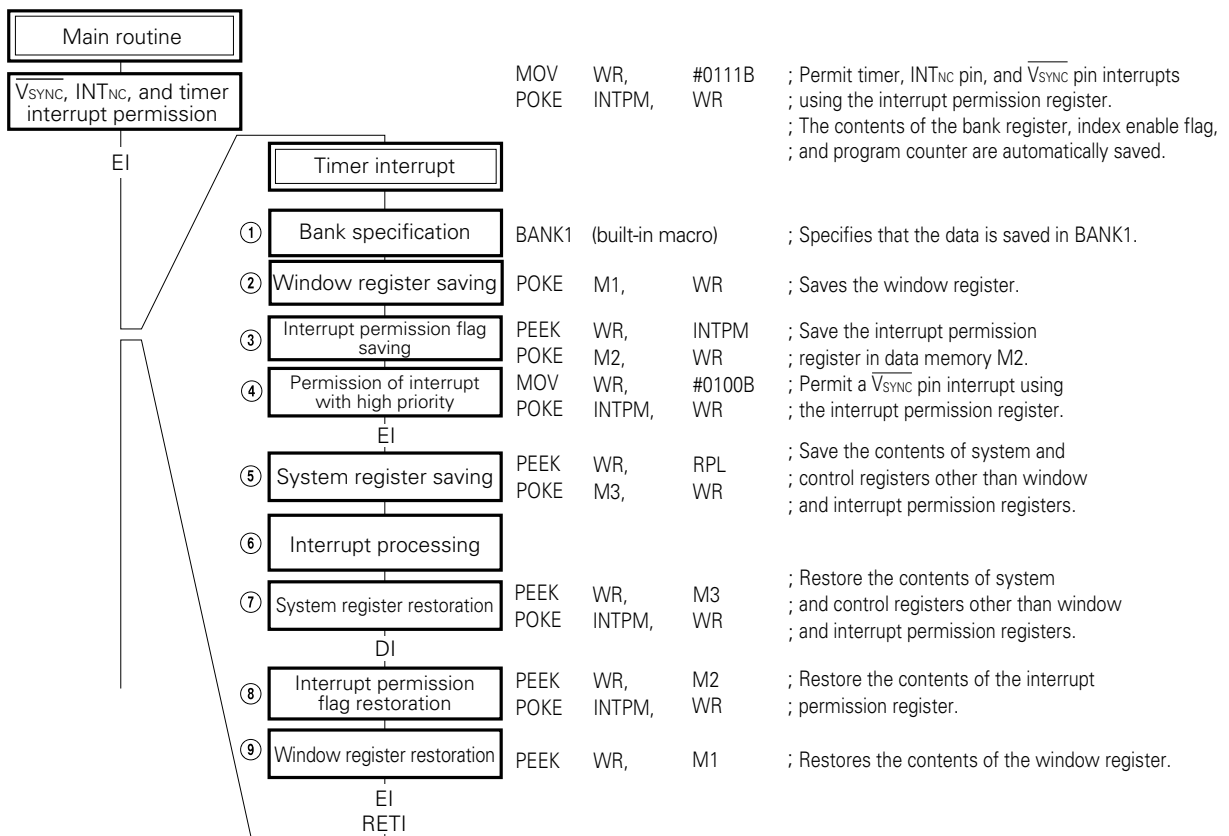 Main routine
VSYNC, INTNC, and timer
interrupt permission
EI
MOV WR, #0111B ; Permit timer, INTNC pin, and VSYNC pin interrupts
POKE INTPM, WR ; using the interrupt permission register.
; The contents of the bank register, index enable flag,
; and program counter are automatically saved.
Timer interrupt
① Bank specification BANK1 (built-in macro) ; Specifies that the data is saved in BANK1.
② Window register saving POKE M1, WR ; Saves the window register.
③ Interrupt permission flag
saving
PEEK WR, INTPM ; Save the interrupt permission
POKE M2, WR ; register in data memory M2.
④ Permission of interrupt
with high priority
MOV WR, #0100B ; Permit a VSYNC pin interrupt using
POKE INTPM, WR ; the interrupt permission register.
EI
⑤ System register saving
; Save the contents of system and
PEEK WR, RPL ; control registers other than window
POKE M3, WR ; and interrupt permission registers.
⑥ Interrupt processing
⑦ System register restoration
; Restore the contents of system
PEEK WR, M3 ; and control registers other than window
POKE INTPM, WR ; and interrupt permission registers.
DI
⑧ Interrupt permission
flag restoration
PEEK WR, M2 ; Restore the contents of the interrupt
POKE INTPM, WR ; permission register.
⑨ Window register restoration PEEK WR, M1 ; Restores the contents of the window register.
EI
RETI